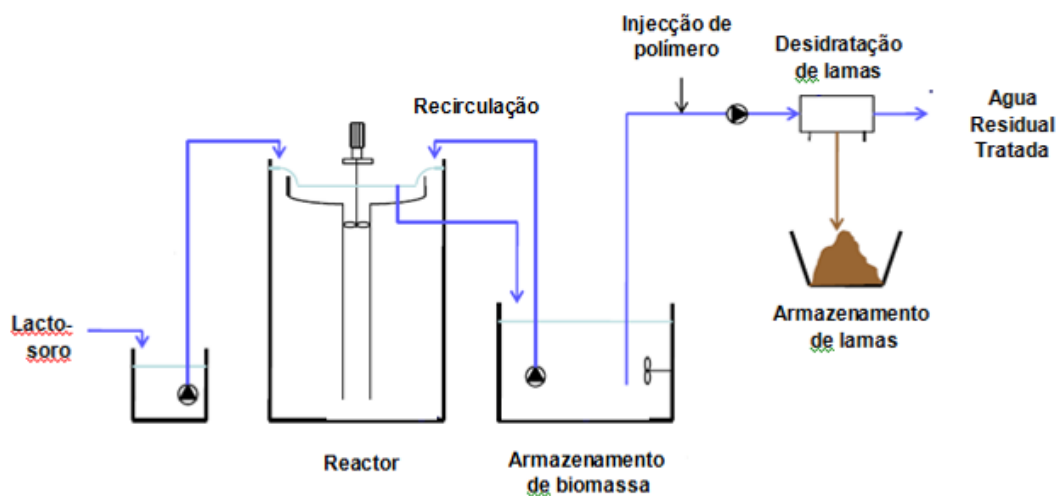 Injecção de
polímero
Desidratação
de lamas
Recirculação
Agua
Residual
Tratada
Lacto-
soro
Armazenamento
de lamas
Reactor
Armazenamento
de biomassa